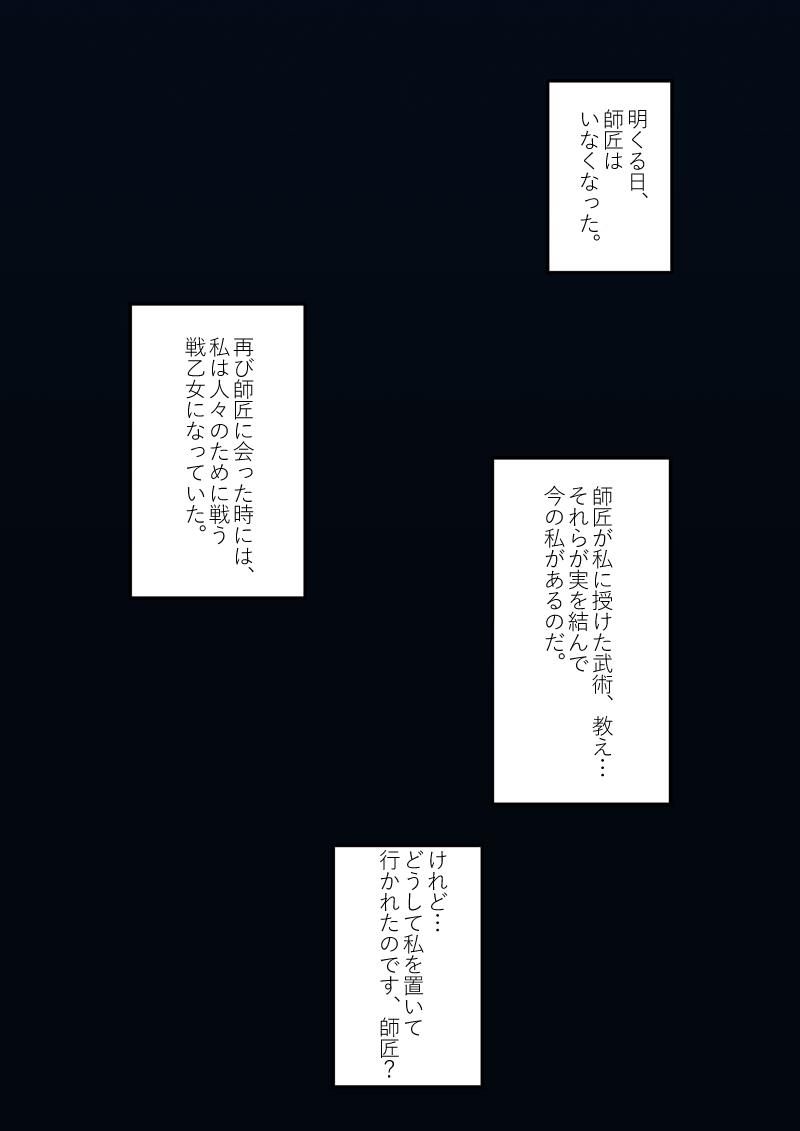 明くる日、
師匠は
いなくなった。
再び師匠に会った時には、
私は人々のために戦う
戦乙女になっていた。
師匠が私に授けた武術、教え…
それらが実を結んで
今の私があるのだ。
けれど…
どうして私を置いて
行かれたのです、師匠？